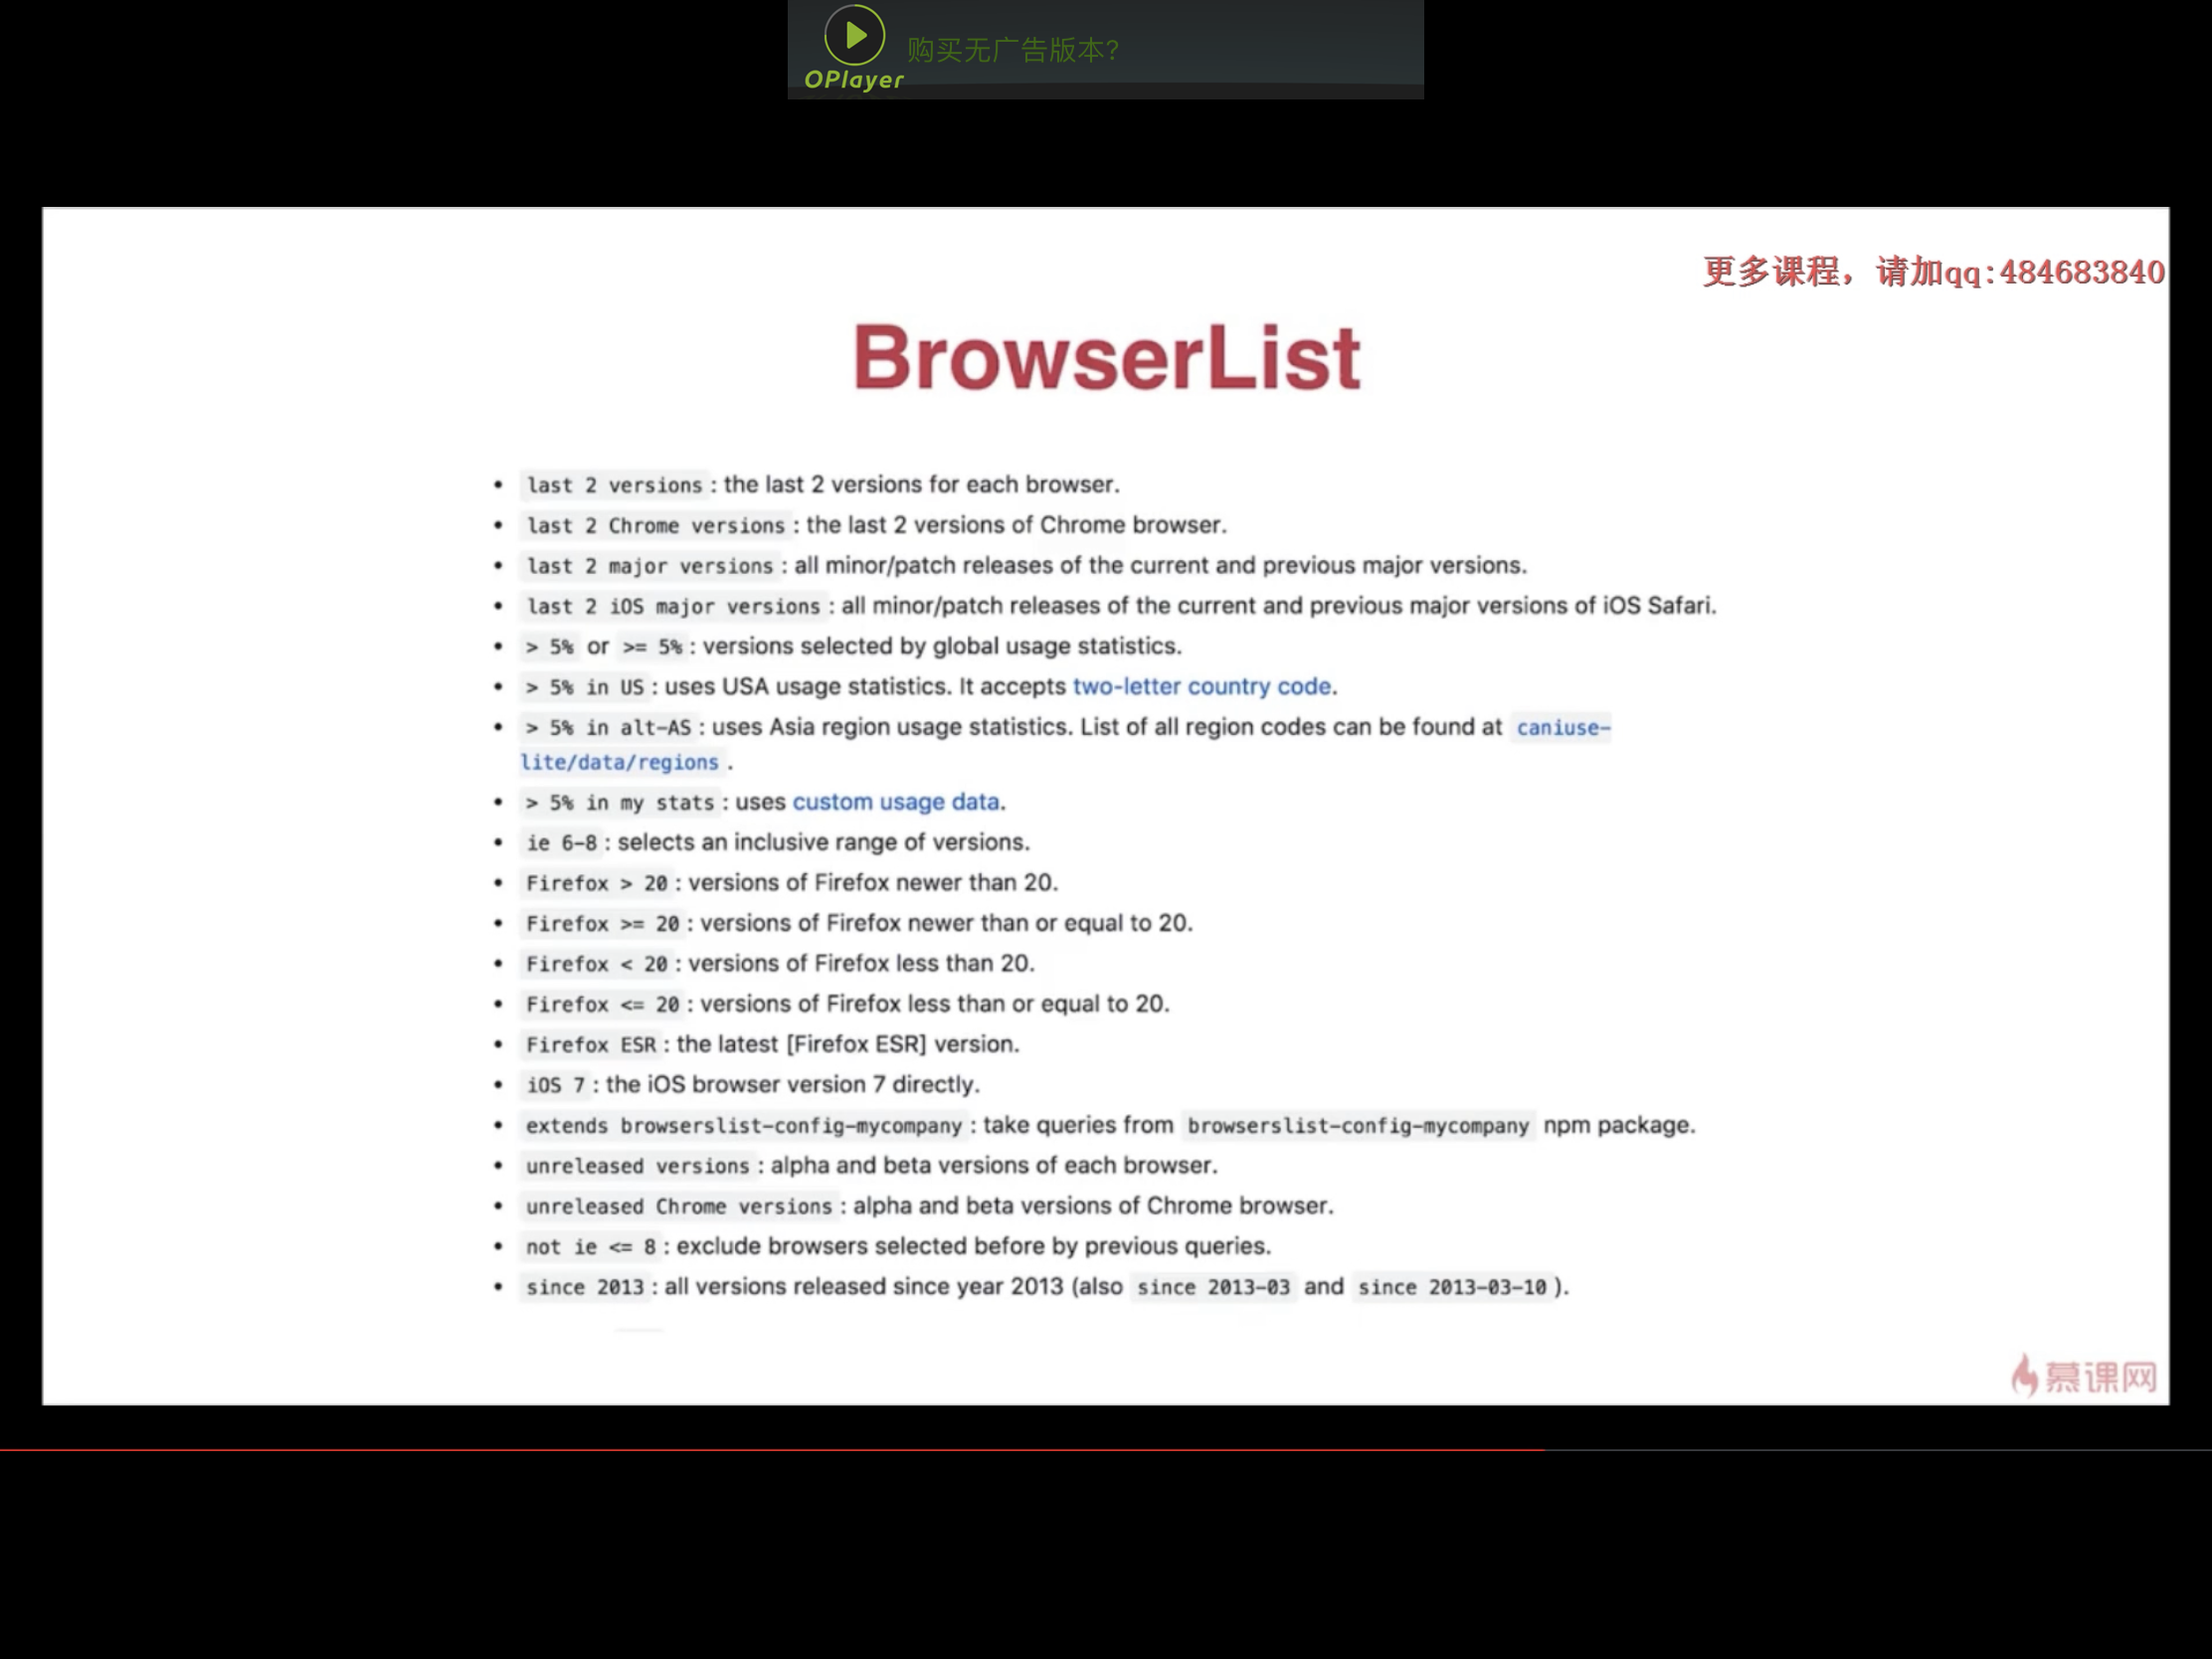 购买无广告版本?
OPlayer
更多课程，请加qq:484683840
BrowserList
• last 2 versions : the last 2 versions for each browser.
• last 2 Chrome versions : the last 2 versions of Chrome browser.
• last 2 major versions : all minor/patch releases of the current and previous major versions.
• last 2 iOS major versions : all minor/patch releases of the current and previous major versions of iOS Safari.
• > 5% or >= 5% : versions selected by global usage statistics.
• > 5% in US : uses USA usage statistics. It accepts two-letter country code.
• > 5% in alt-AS : uses Asia region usage statistics. List of all region codes can be found at caniuse-
lite/data/regions .
• > 5% in my stats : uses custom usage data.
• ie 6-8 : selects an inclusive range of versions.
• Firefox > 20 : versions of Firefox newer than 20.
• Firefox >= 20 : versions of Firefox newer than or equal to 20.
• Firefox < 20 : versions of Firefox less than 20.
• Firefox <= 20 : versions of Firefox less than or equal to 20.
• Firefox ESR : the latest [Firefox ESR] version.
• iOS 7 : the iOS browser version 7 directly.
• extends browserslist-config-mycompany : take queries from browserslist-config-mycompany npm package.
• unreleased versions : alpha and beta versions of each browser.
• unreleased Chrome versions : alpha and beta versions of Chrome browser.
• not ie <= 8 : exclude browsers selected before by previous queries.
• since 2013 : all versions released since year 2013 (also since 2013-03 and since 2013-03-10 ).
慕课网